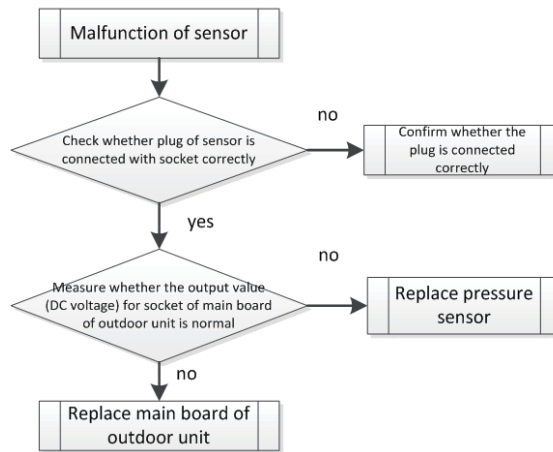 Malfunction of sensor
no
Check whether plug of sensor is
connected with socket correctly
Confirm whether the
plug is connected
correctly
yes
no
Measure whether the output value
(DC voltage) for socket of main board
of outdoor unit is normal
Replace pressure
sensor
no
Replace main board of
outdoor unit